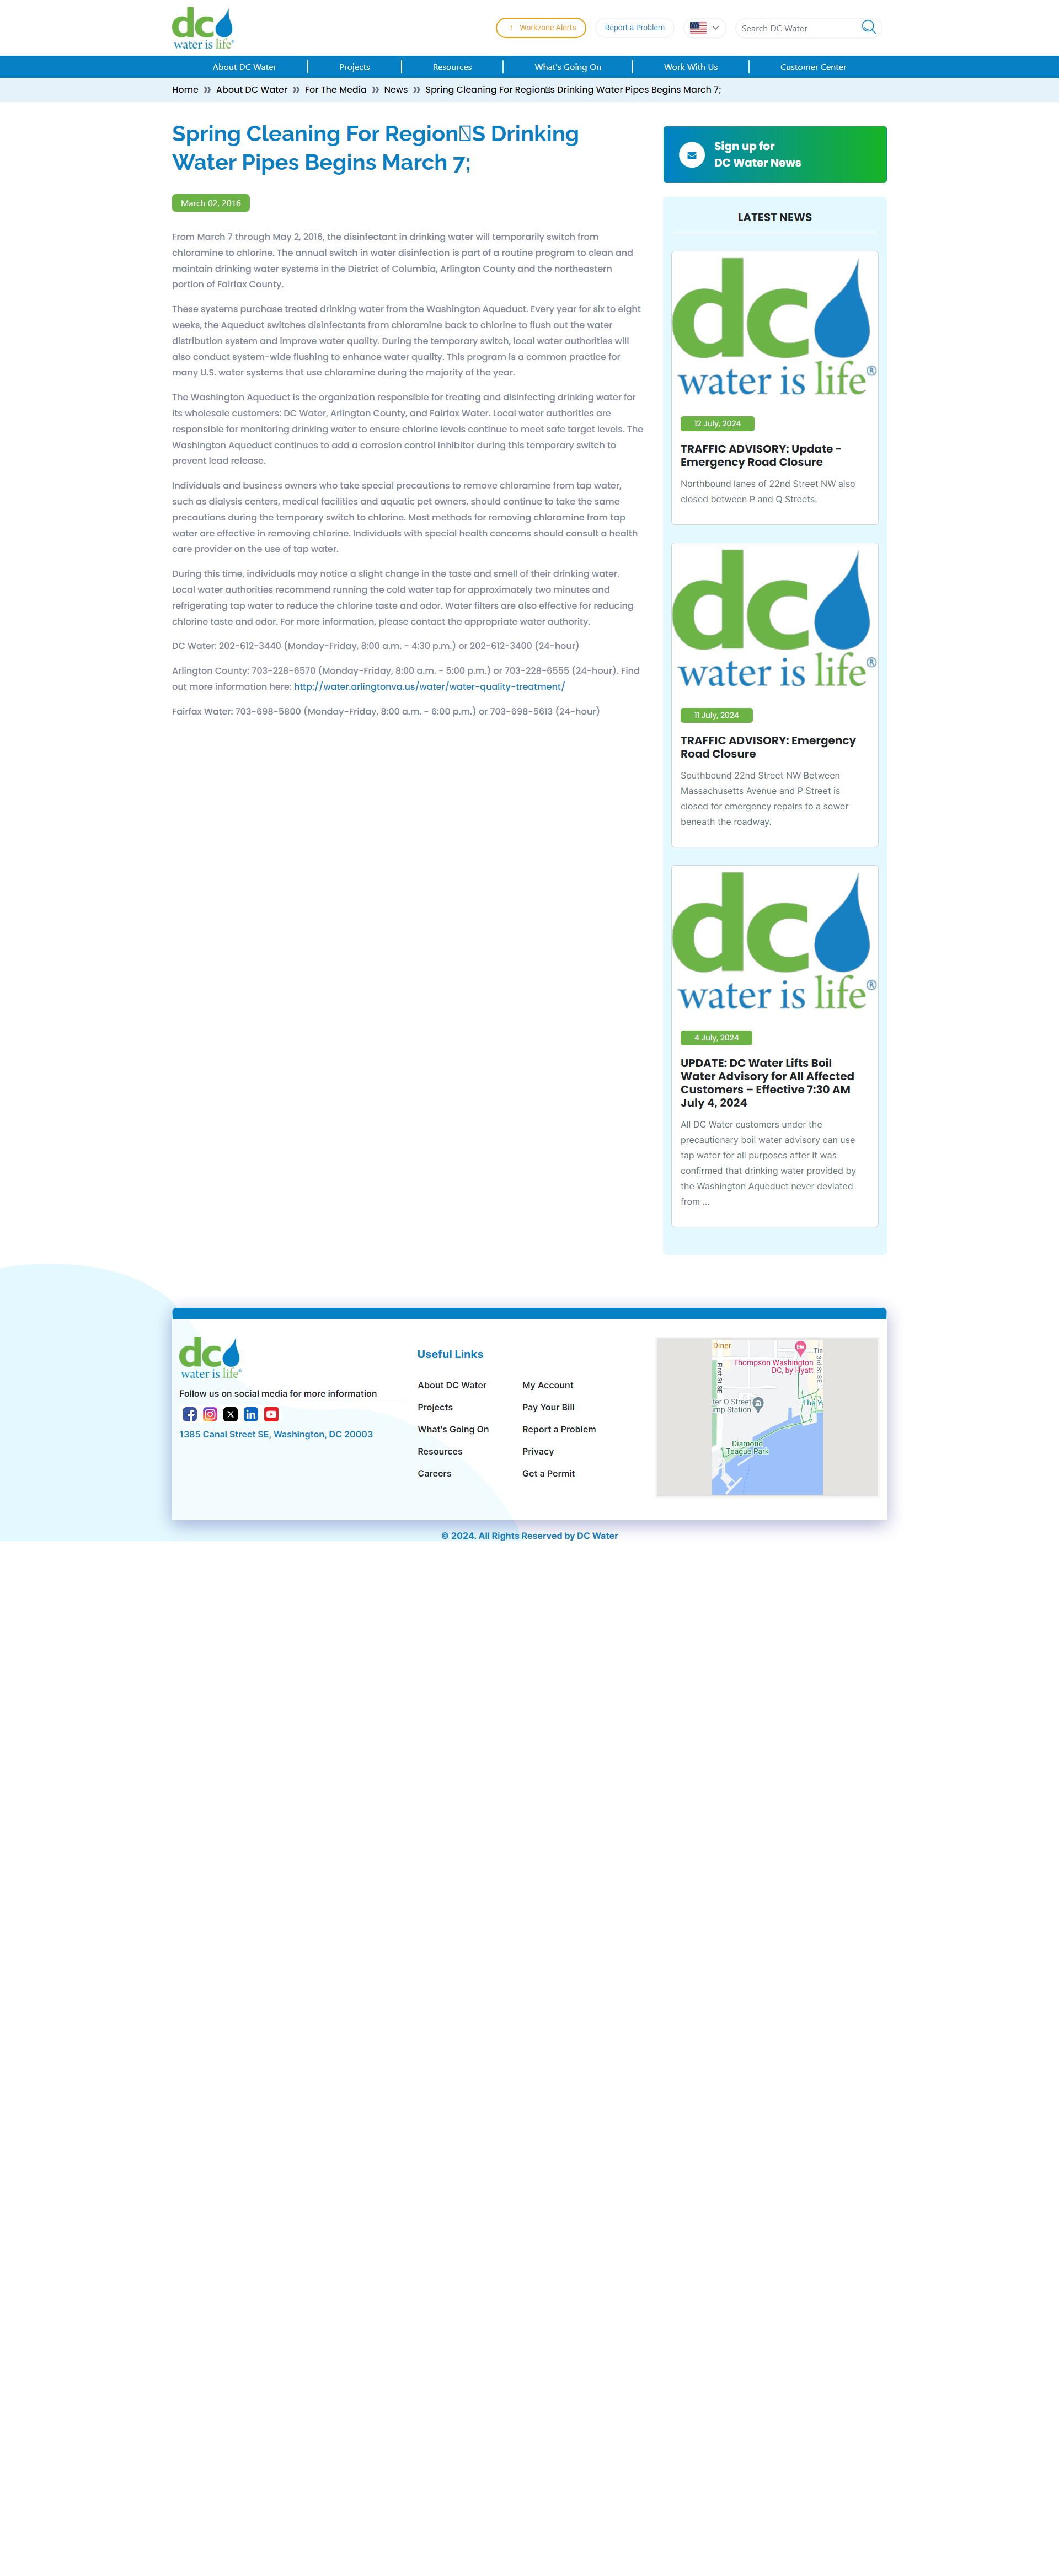 dc
water is life®
! Workzone Alerts
Report a Problem
Search DC Water
About DC Water
Projects
Resources
What's Going On
Work With Us
Customer Center
Home » About DC Water » For The Media » News » Spring Cleaning For Region▯s Drinking Water Pipes Begins March 7;
Spring Cleaning For Region▯S Drinking
Water Pipes Begins March 7;
March 02, 2016
From March 7 through May 2, 2016, the disinfectant in drinking water will temporarily switch from
chloramine to chlorine. The annual switch in water disinfection is part of a routine program to clean and
maintain drinking water systems in the District of Columbia, Arlington County and the northeastern
portion of Fairfax County.
These systems purchase treated drinking water from the Washington Aqueduct. Every year for six to eight
weeks, the Aqueduct switches disinfectants from chloramine back to chlorine to flush out the water
distribution system and improve water quality. During the temporary switch, local water authorities will
also conduct system-wide flushing to enhance water quality. This program is a common practice for
many U.S. water systems that use chloramine during the majority of the year.
The Washington Aqueduct is the organization responsible for treating and disinfecting drinking water for
its wholesale customers: DC Water, Arlington County, and Fairfax Water. Local water authorities are
responsible for monitoring drinking water to ensure chlorine levels continue to meet safe target levels. The
Washington Aqueduct continues to add a corrosion control inhibitor during this temporary switch to
prevent lead release.
Individuals and business owners who take special precautions to remove chloramine from tap water,
such as dialysis centers, medical facilities and aquatic pet owners, should continue to take the same
precautions during the temporary switch to chlorine. Most methods for removing chloramine from tap
water are effective in removing chlorine. Individuals with special health concerns should consult a health
care provider on the use of tap water.
During this time, individuals may notice a slight change in the taste and smell of their drinking water.
Local water authorities recommend running the cold water tap for approximately two minutes and
refrigerating tap water to reduce the chlorine taste and odor. Water filters are also effective for reducing
chlorine taste and odor. For more information, please contact the appropriate water authority.
DC Water: 202-612-3440 (Monday-Friday, 8:00 a.m. - 4:30 p.m.) or 202-612-3400 (24-hour)
Arlington County: 703-228-6570 (Monday-Friday, 8:00 a.m. - 5:00 p.m.) or 703-228-6555 (24-hour). Find
out more information here: http://water.arlingtonva.us/water/water-quality-treatment/
Fairfax Water: 703-698-5800 (Monday-Friday, 8:00 a.m. - 6:00 p.m.) or 703-698-5613 (24-hour)
Sign up for
DC Water News
LATEST NEWS
dc
water is life®
12 July, 2024
TRAFFIC ADVISORY: Update -
Emergency Road Closure
Northbound lanes of 22nd Street NW also
closed between P and Q Streets.
dc
water is life®
11 July, 2024
TRAFFIC ADVISORY: Emergency
Road Closure
Southbound 22nd Street NW Between
Massachusetts Avenue and P Street is
closed for emergency repairs to a sewer
beneath the roadway.
dc
water is life®
4 July, 2024
UPDATE: DC Water Lifts Boil
Water Advisory for All Affected
Customers – Effective 7:30 AM
July 4, 2024
All DC Water customers under the
precautionary boil water advisory can use
tap water for all purposes after it was
confirmed that drinking water provided by
the Washington Aqueduct never deviated
from ...
dc
water is life®
Follow us on social media for more information
1385 Canal Street SE, Washington, DC 20003
Useful Links
About DC Water
Projects
What's Going On
Resources
Careers
My Account
Pay Your Bill
Report a Problem
Privacy
Get a Permit
Diner
Thompson Washington
DC, by Hyatt
Tin
3rd St SE
First St SE
ter O Street
mp Station
The Y
Diamond
Teague Park
© 2024. All Rights Reserved by DC Water